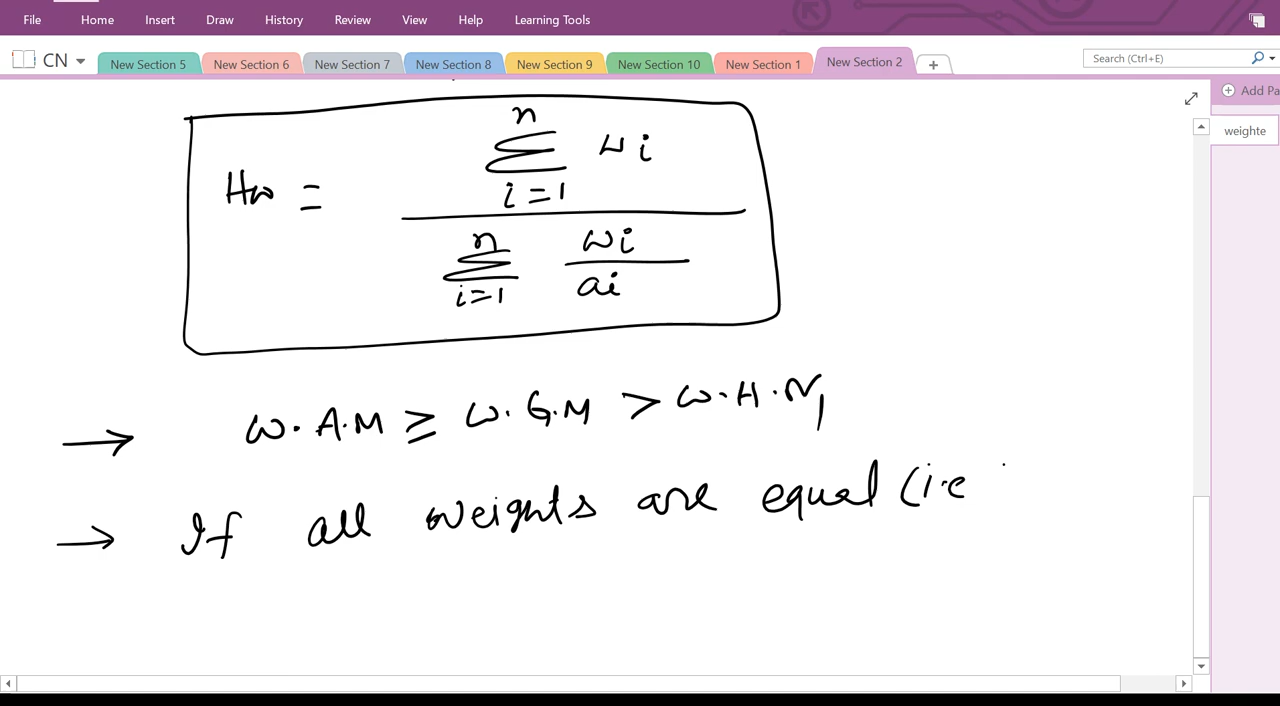 File Home Insert Draw History Review View Help Learning Tools
CN New Section 5 New Section 6 New Section 7 New Section 8 New Section 9 New Section 10 New Section 1 New Section 2 + Search (Ctrl+E)
Add Pa
weighte
n
Σ wi
i=1
Hw =
n
Σ wi
i=1 ai
→ W.A.M ≥ W.G.M > W.H.M
→ If all weights are equal (i.e